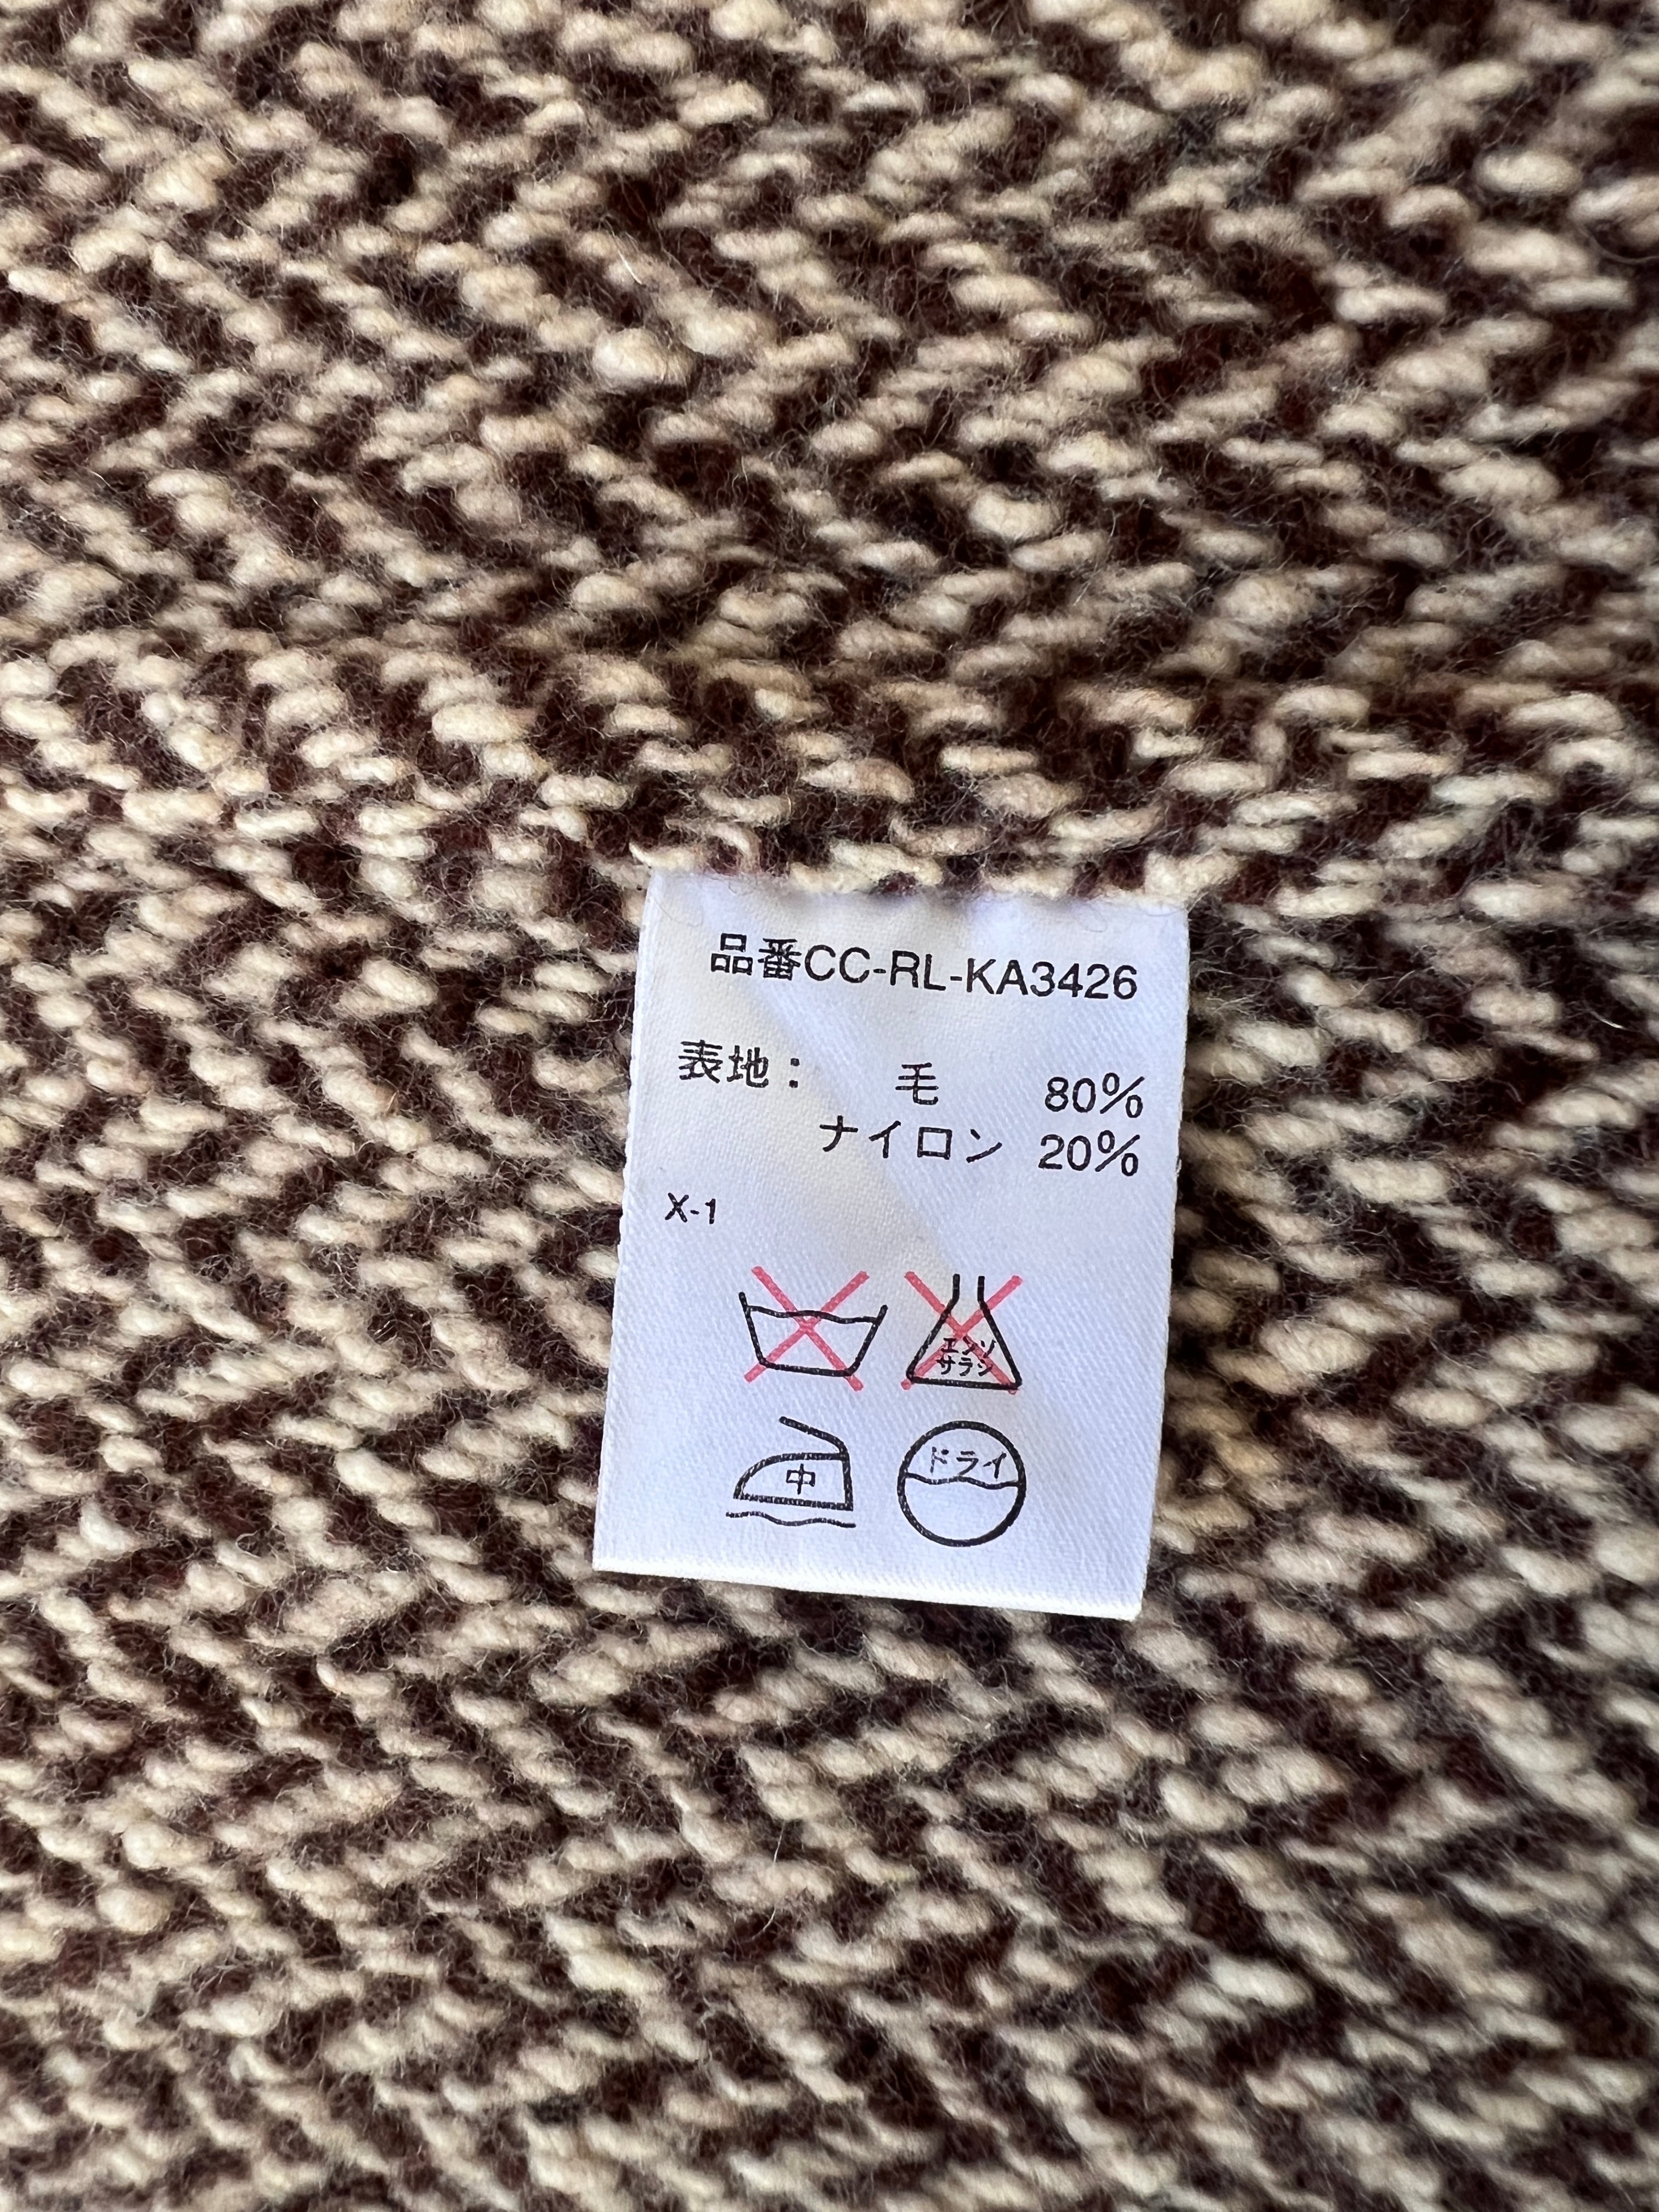 品番CC-RL-KA3426
表地： 毛 80%
ナイロン 20%
X-1
エンソ
サラシ
中
ドライ